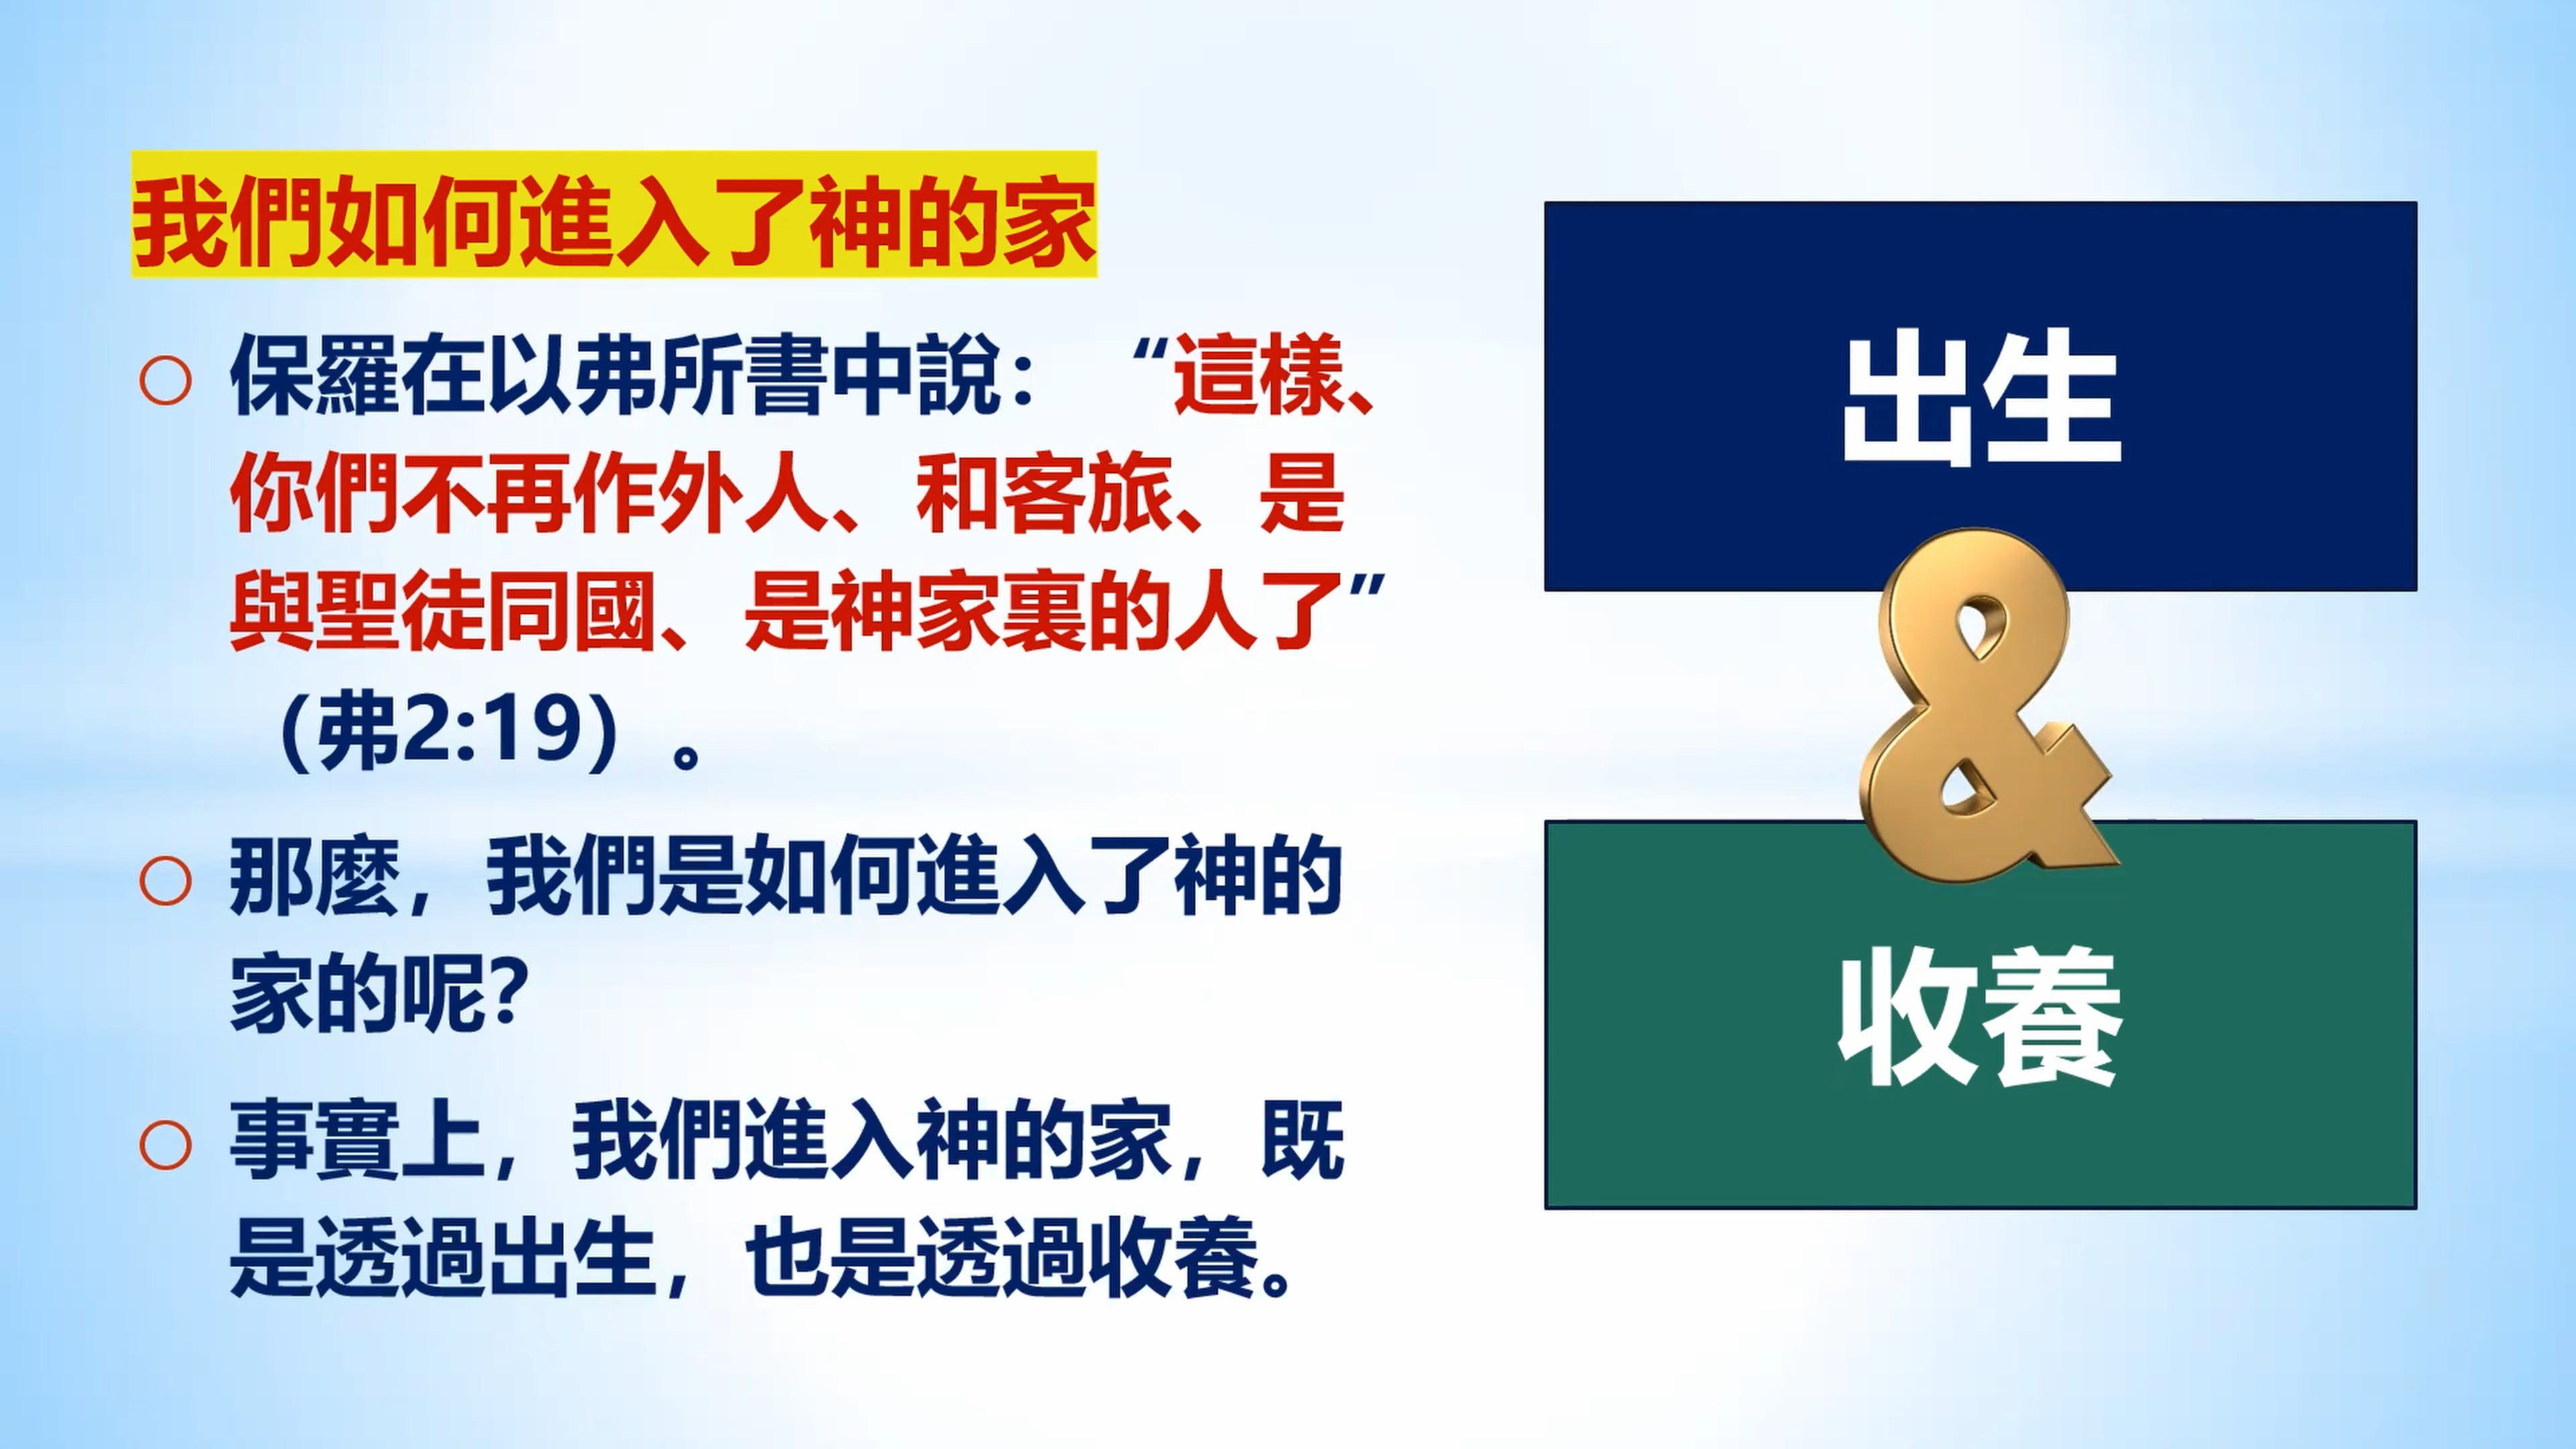 我們如何進入了神的家
保羅在以弗所書中說：“這樣、
你們不再作外人、和客旅、是
與聖徒同國、是神家裏的人了”
（弗2:19）。
那麼，我們是如何進入了神的
家的呢？
事實上，我們進入神的家，既
是透過出生，也是透過收養。
出生
&
收養